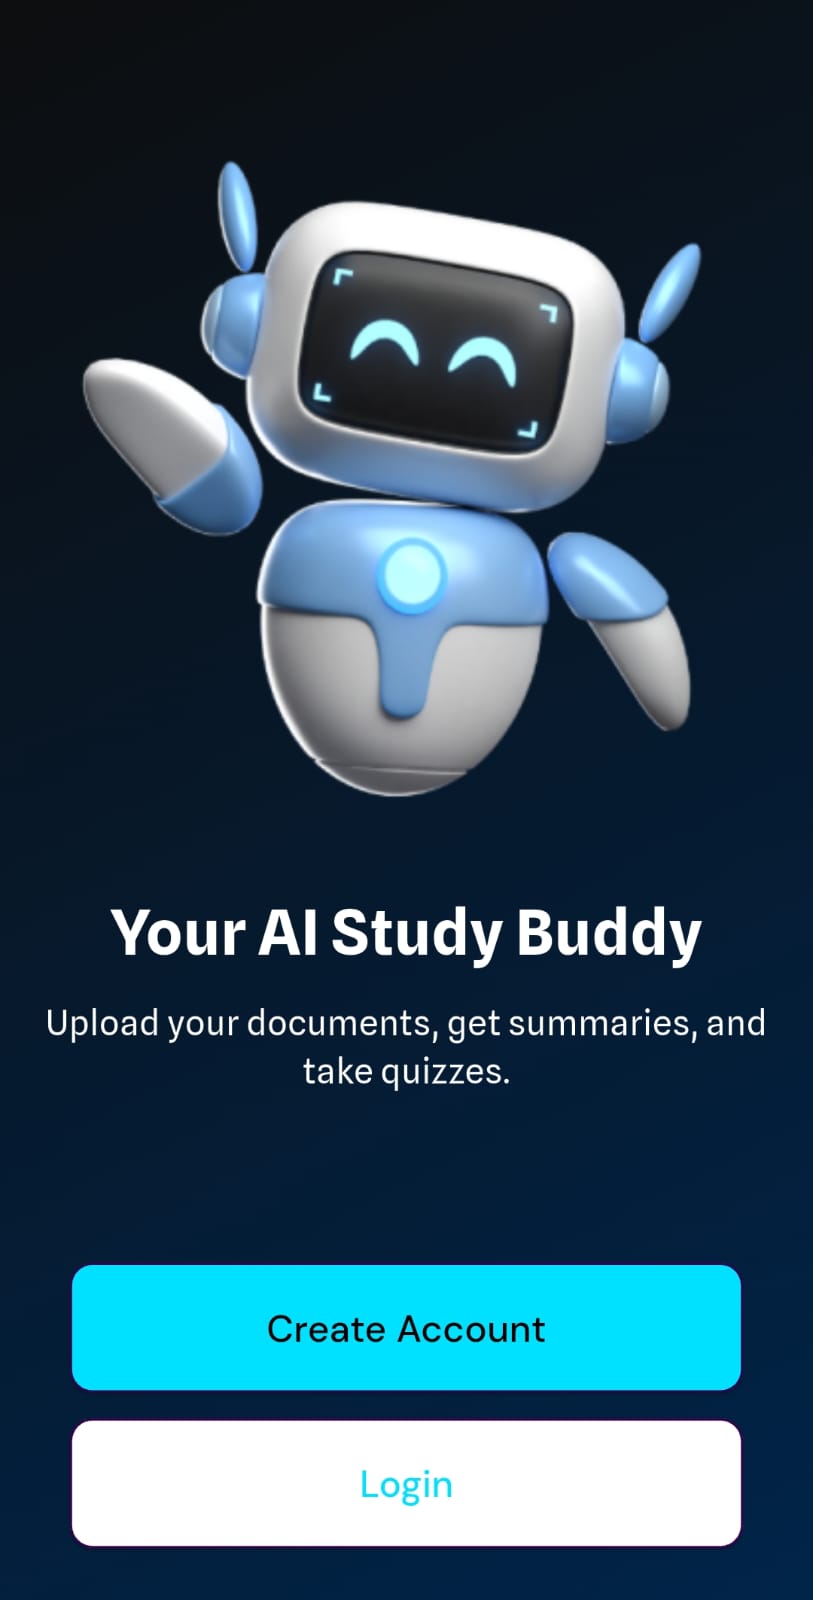 Your AI Study Buddy
Upload your documents, get summaries, and
take quizzes.
Create Account
Login